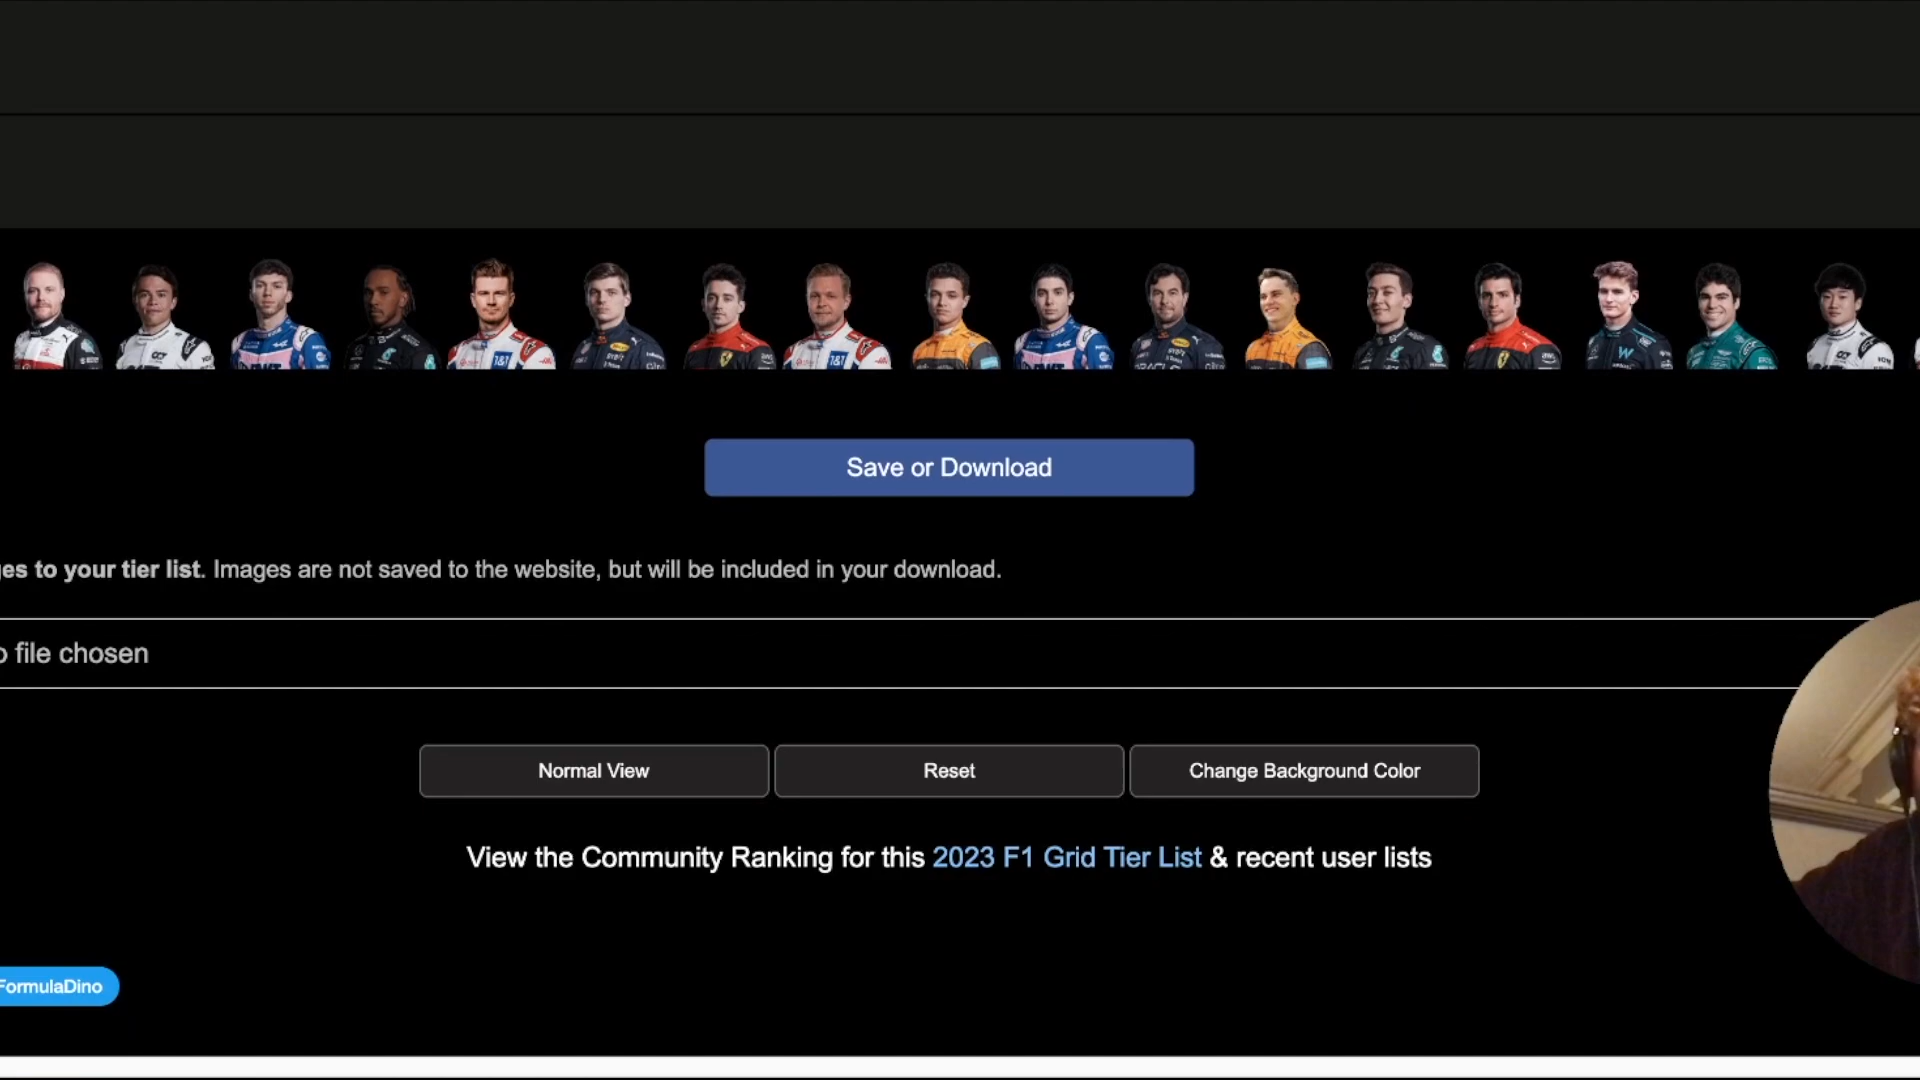 Save or Download
es to your tier list. Images are not saved to the website, but will be included in your download.
file chosen
Normal View
Reset
Change Background Color
View the Community Ranking for this 2023 F1 Grid Tier List & recent user lists
FormulaDino